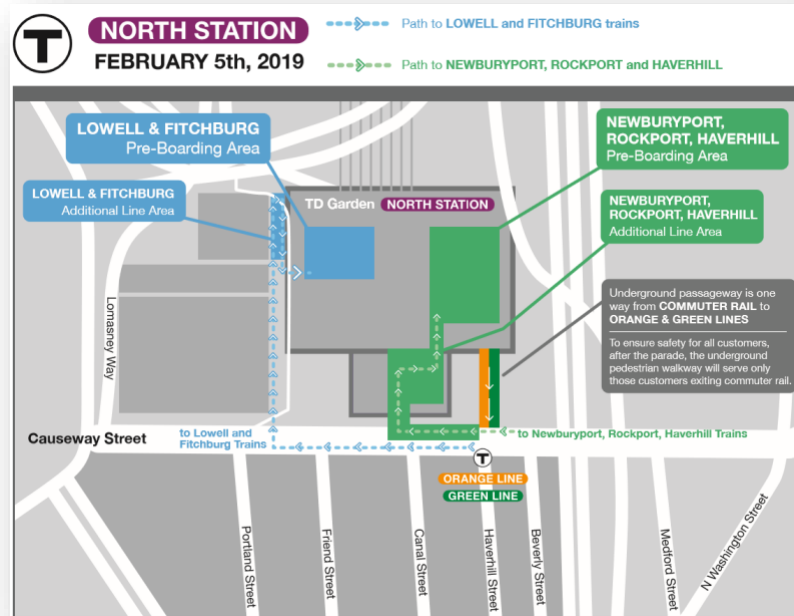 T
NORTH STATION
FEBRUARY 5th, 2019
Path to LOWELL and FITCHBURG trains
Path to NEWBURYPORT, ROCKPORT and HAVERHILL
LOWELL & FITCHBURG
Pre-Boarding Area
NEWBURYPORT,
ROCKPORT, HAVERHILL
Pre-Boarding Area
LOWELL & FITCHBURG
Additional Line Area
TD Garden NORTH STATION
NEWBURYPORT,
ROCKPORT, HAVERHILL
Additional Line Area
Underground passageway is one
way from COMMUTER RAIL to
ORANGE & GREEN LINES
To ensure safety for all customers,
after the parade, the underground
pedestrian walkway will serve only
those customers exiting commuter rail.
Lomasney Way
Causeway Street
to Lowell and
Fitchburg Trains
to Newburyport, Rockport, Haverhill Trains
T
ORANGE LINE
GREEN LINE
Portland Street
Friend Street
Canal Street
Haverhill Street
Beverly Street
Medford Street
N Washington Street